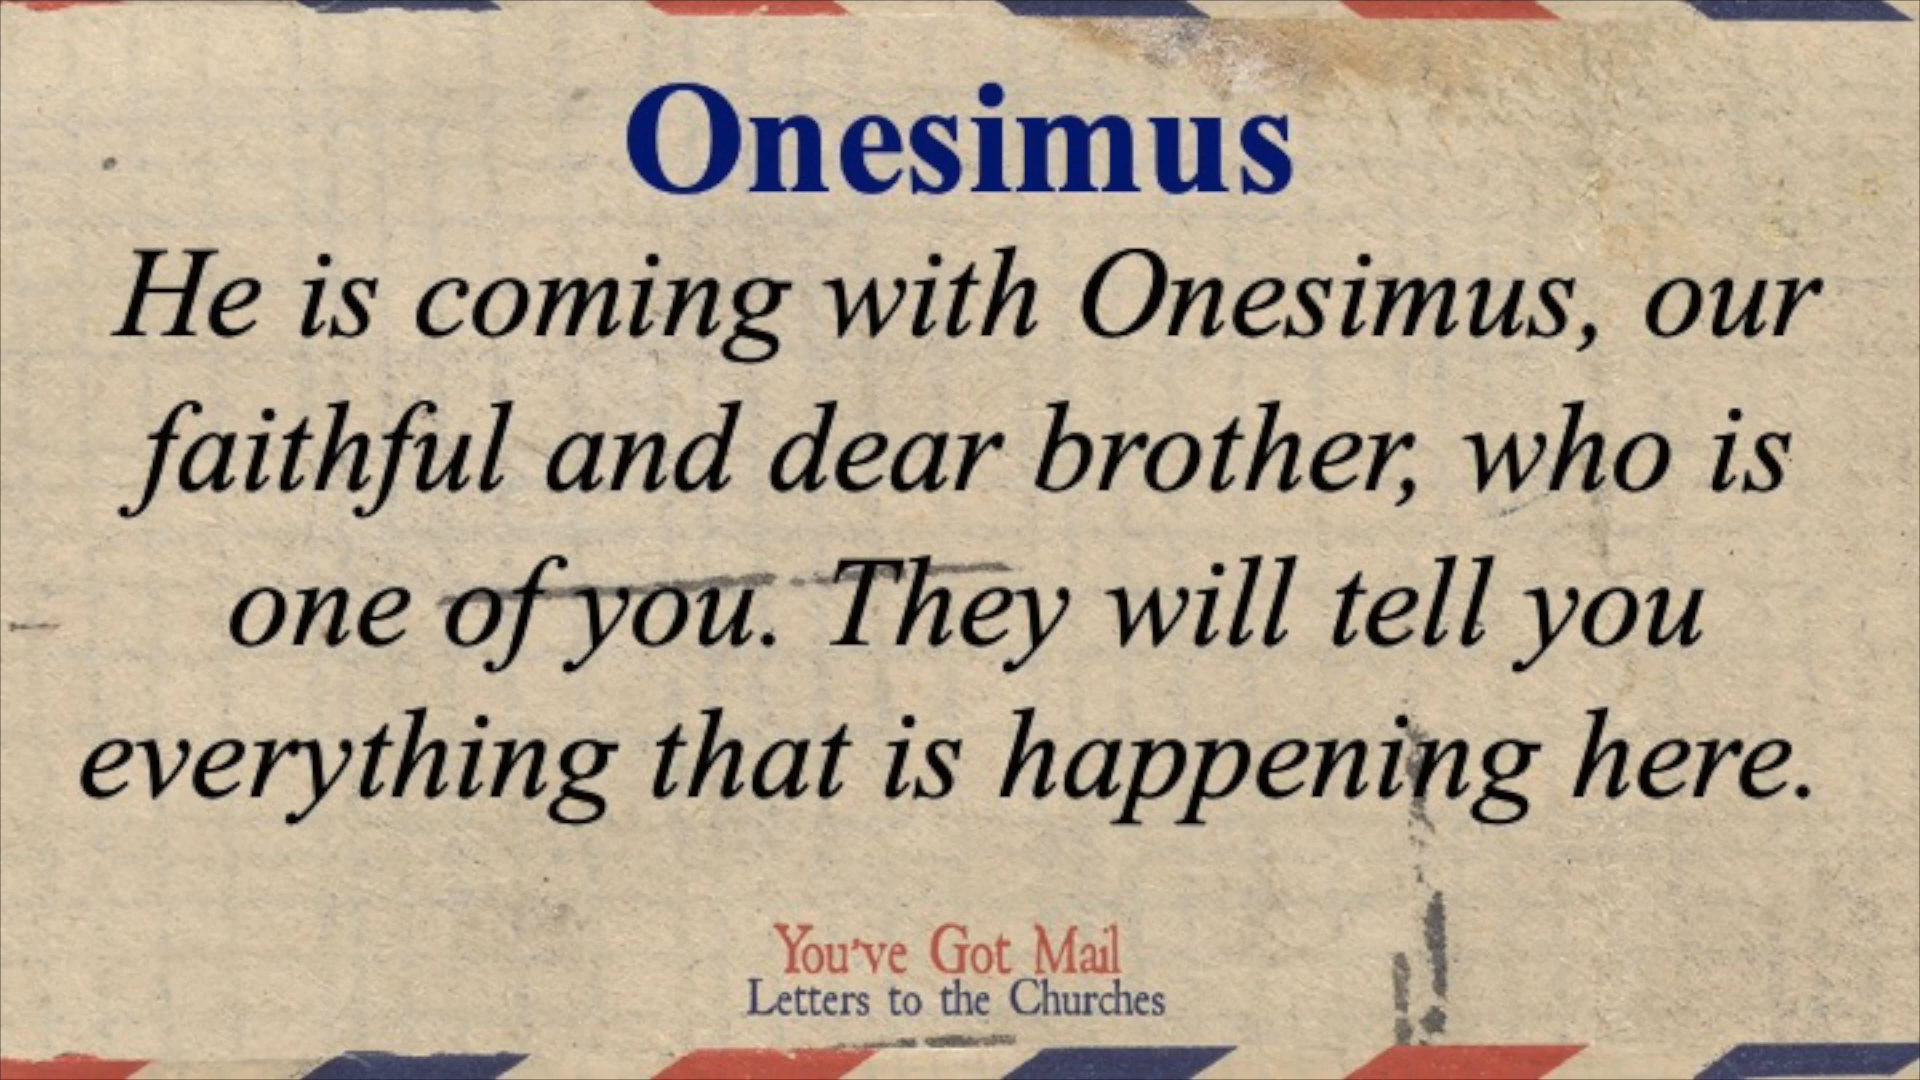 Onesimus
He is coming with Onesimus, our
faithful and dear brother, who is
one of you. They will tell you
everything that is happening here.
You've Got Mail
Letters to the Churches